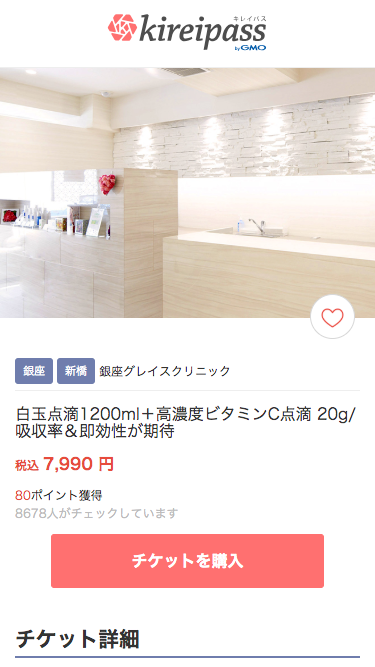 キレイパス
kireipass
by GMO
銀座 新橋 銀座グレイスクリニック
白玉点滴1200ml＋高濃度ビタミンC点滴 20g/
吸収率＆即効性が期待
税込 7,990 円
80ポイント獲得
8678人がチェックしています
チケットを購入
チケット詳細